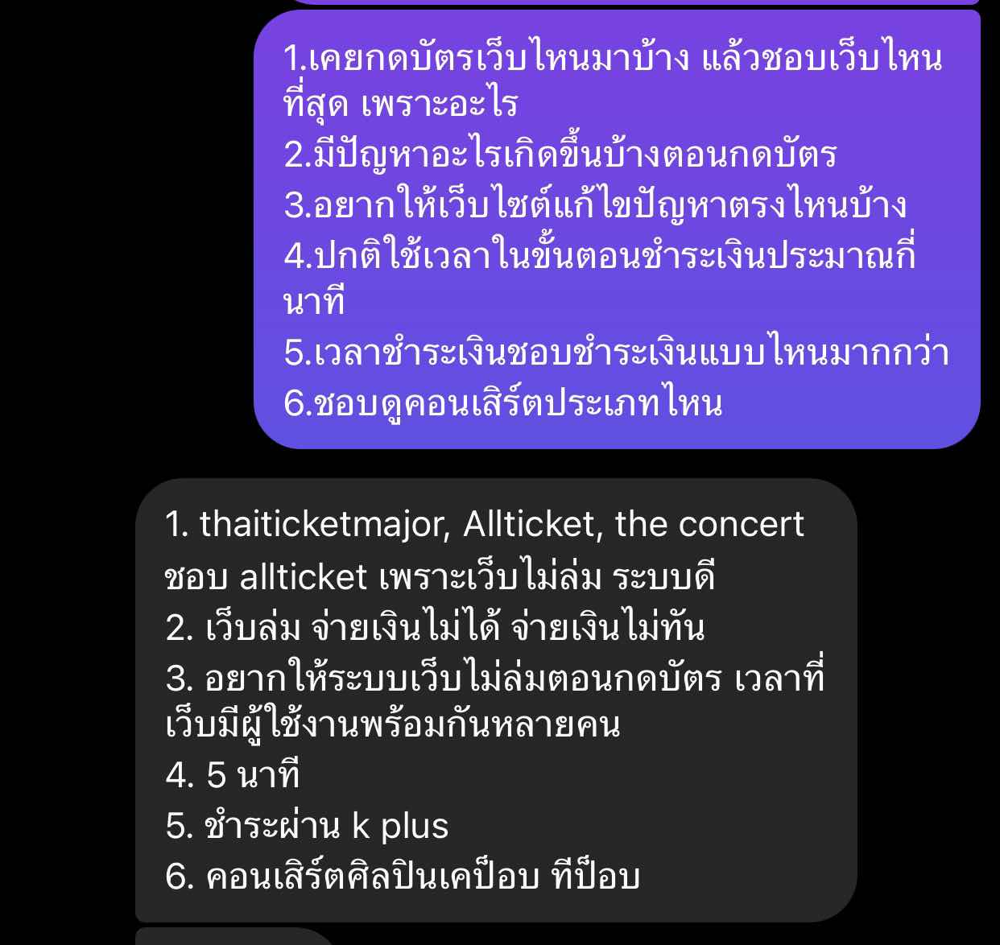 1.เคยกดบัตรเว็บไหนมาบ้าง แล้วชอบเว็บไหน
ที่สุด เพราะอะไร
2.มีปัญหาอะไรเกิดขึ้นบ้างตอนกดบัตร
3.อยากให้เว็บไซต์แก้ไขปัญหาตรงไหนบ้าง
4.ปกติใช้เวลาในขั้นตอนชำระเงินประมาณกี่
นาที
5.เวลาชำระเงินชอบชำระเงินแบบไหนมากกว่า
6.ชอบดูคอนเสิร์ตประเภทไหน
1. thaiticketmajor, Allticket, the concert
ชอบ allticket เพราะเว็บไม่ล่ม ระบบดี
2. เว็บล่ม จ่ายเงินไม่ได้ จ่ายเงินไม่ทัน
3. อยากให้ระบบเว็บไม่ล่มตอนกดบัตร เวลาที่
เว็บมีผู้ใช้งานพร้อมกันหลายคน
4. 5 นาที
5. ชำระผ่าน k plus
6. คอนเสิร์ตศิลปินเคป็อบ ทีป็อบ